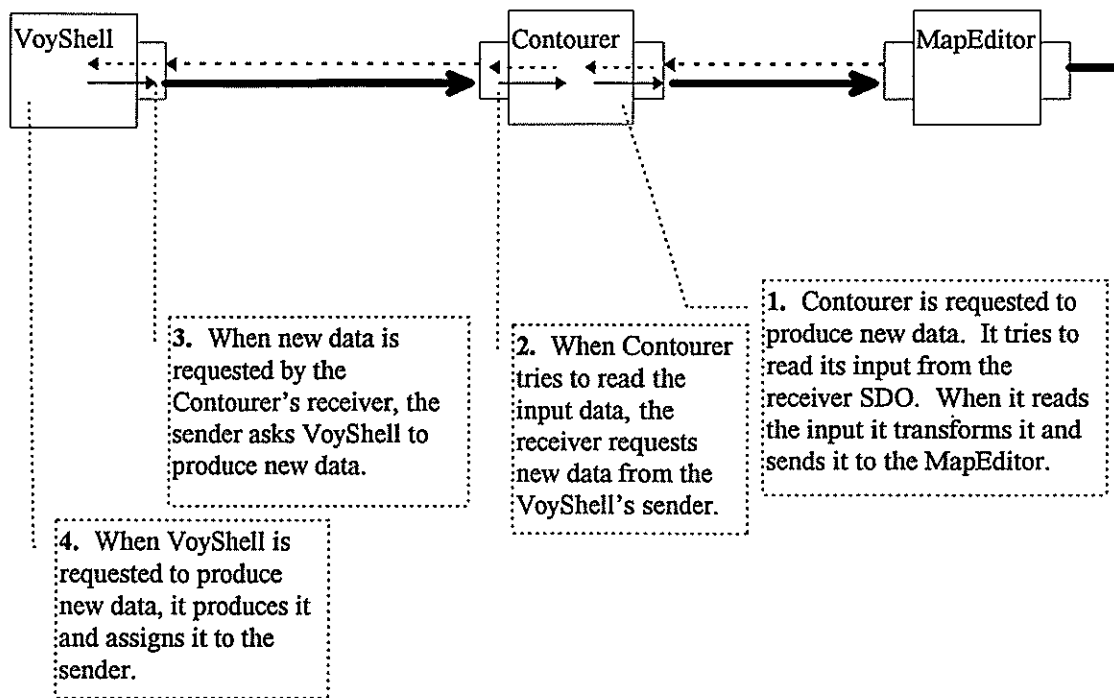 VoyShell
Contourer
MapEditor
1. Contourer is requested to
produce new data. It tries to
read its input from the
receiver SDO. When it reads
the input it transforms it and
sends it to the MapEditor.
2. When Contourer
tries to read the
input data, the
receiver requests
new data from the
VoyShell's sender.
3. When new data is
requested by the
Contourer's receiver, the
sender asks VoyShell to
produce new data.
4. When VoyShell is
requested to produce
new data, it produces it
and assigns it to the
sender.